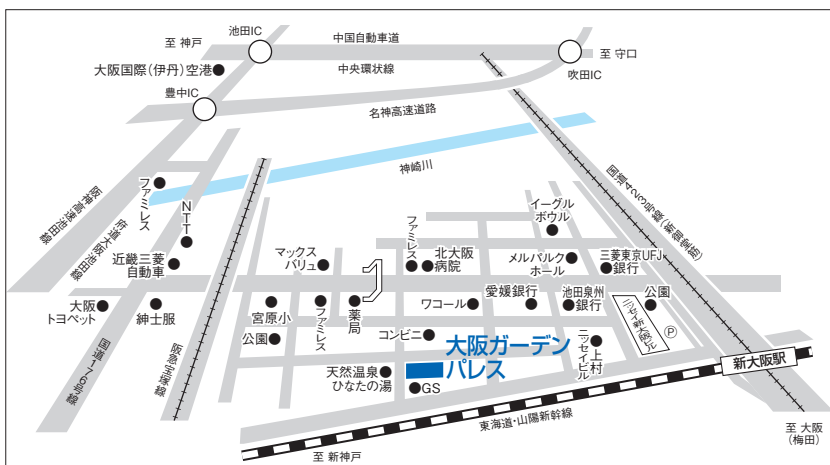 池田IC
至 神戸
中国自動車道
至 守口
大阪国際(伊丹)空港
中央環状線
吹田IC
豊中IC
名神高速道路
神崎川
阪神高速池田線
府道大阪池田線
国道423号線(新御堂筋)
ファミレス
NTT
近畿三菱
自動車
マックス
バリュ
ファミレス
北大阪
病院
イーグル
ボウル
メルパルク
ホール
三菱東京UFJ
銀行
大阪
トヨペット
紳士服
宮原小
ファミレス
薬局
ワコール
愛媛銀行
池田泉州
銀行
公園
ニッセイ新大阪ビル
P
公園
コンビニ
大阪ガーデン
パレス
上村
ニッセイビル
新大阪駅
国道176号線
阪急宝塚線
天然温泉
ひなたの湯
GS
東海道・山陽新幹線
至 新神戸
至 大阪
(梅田)